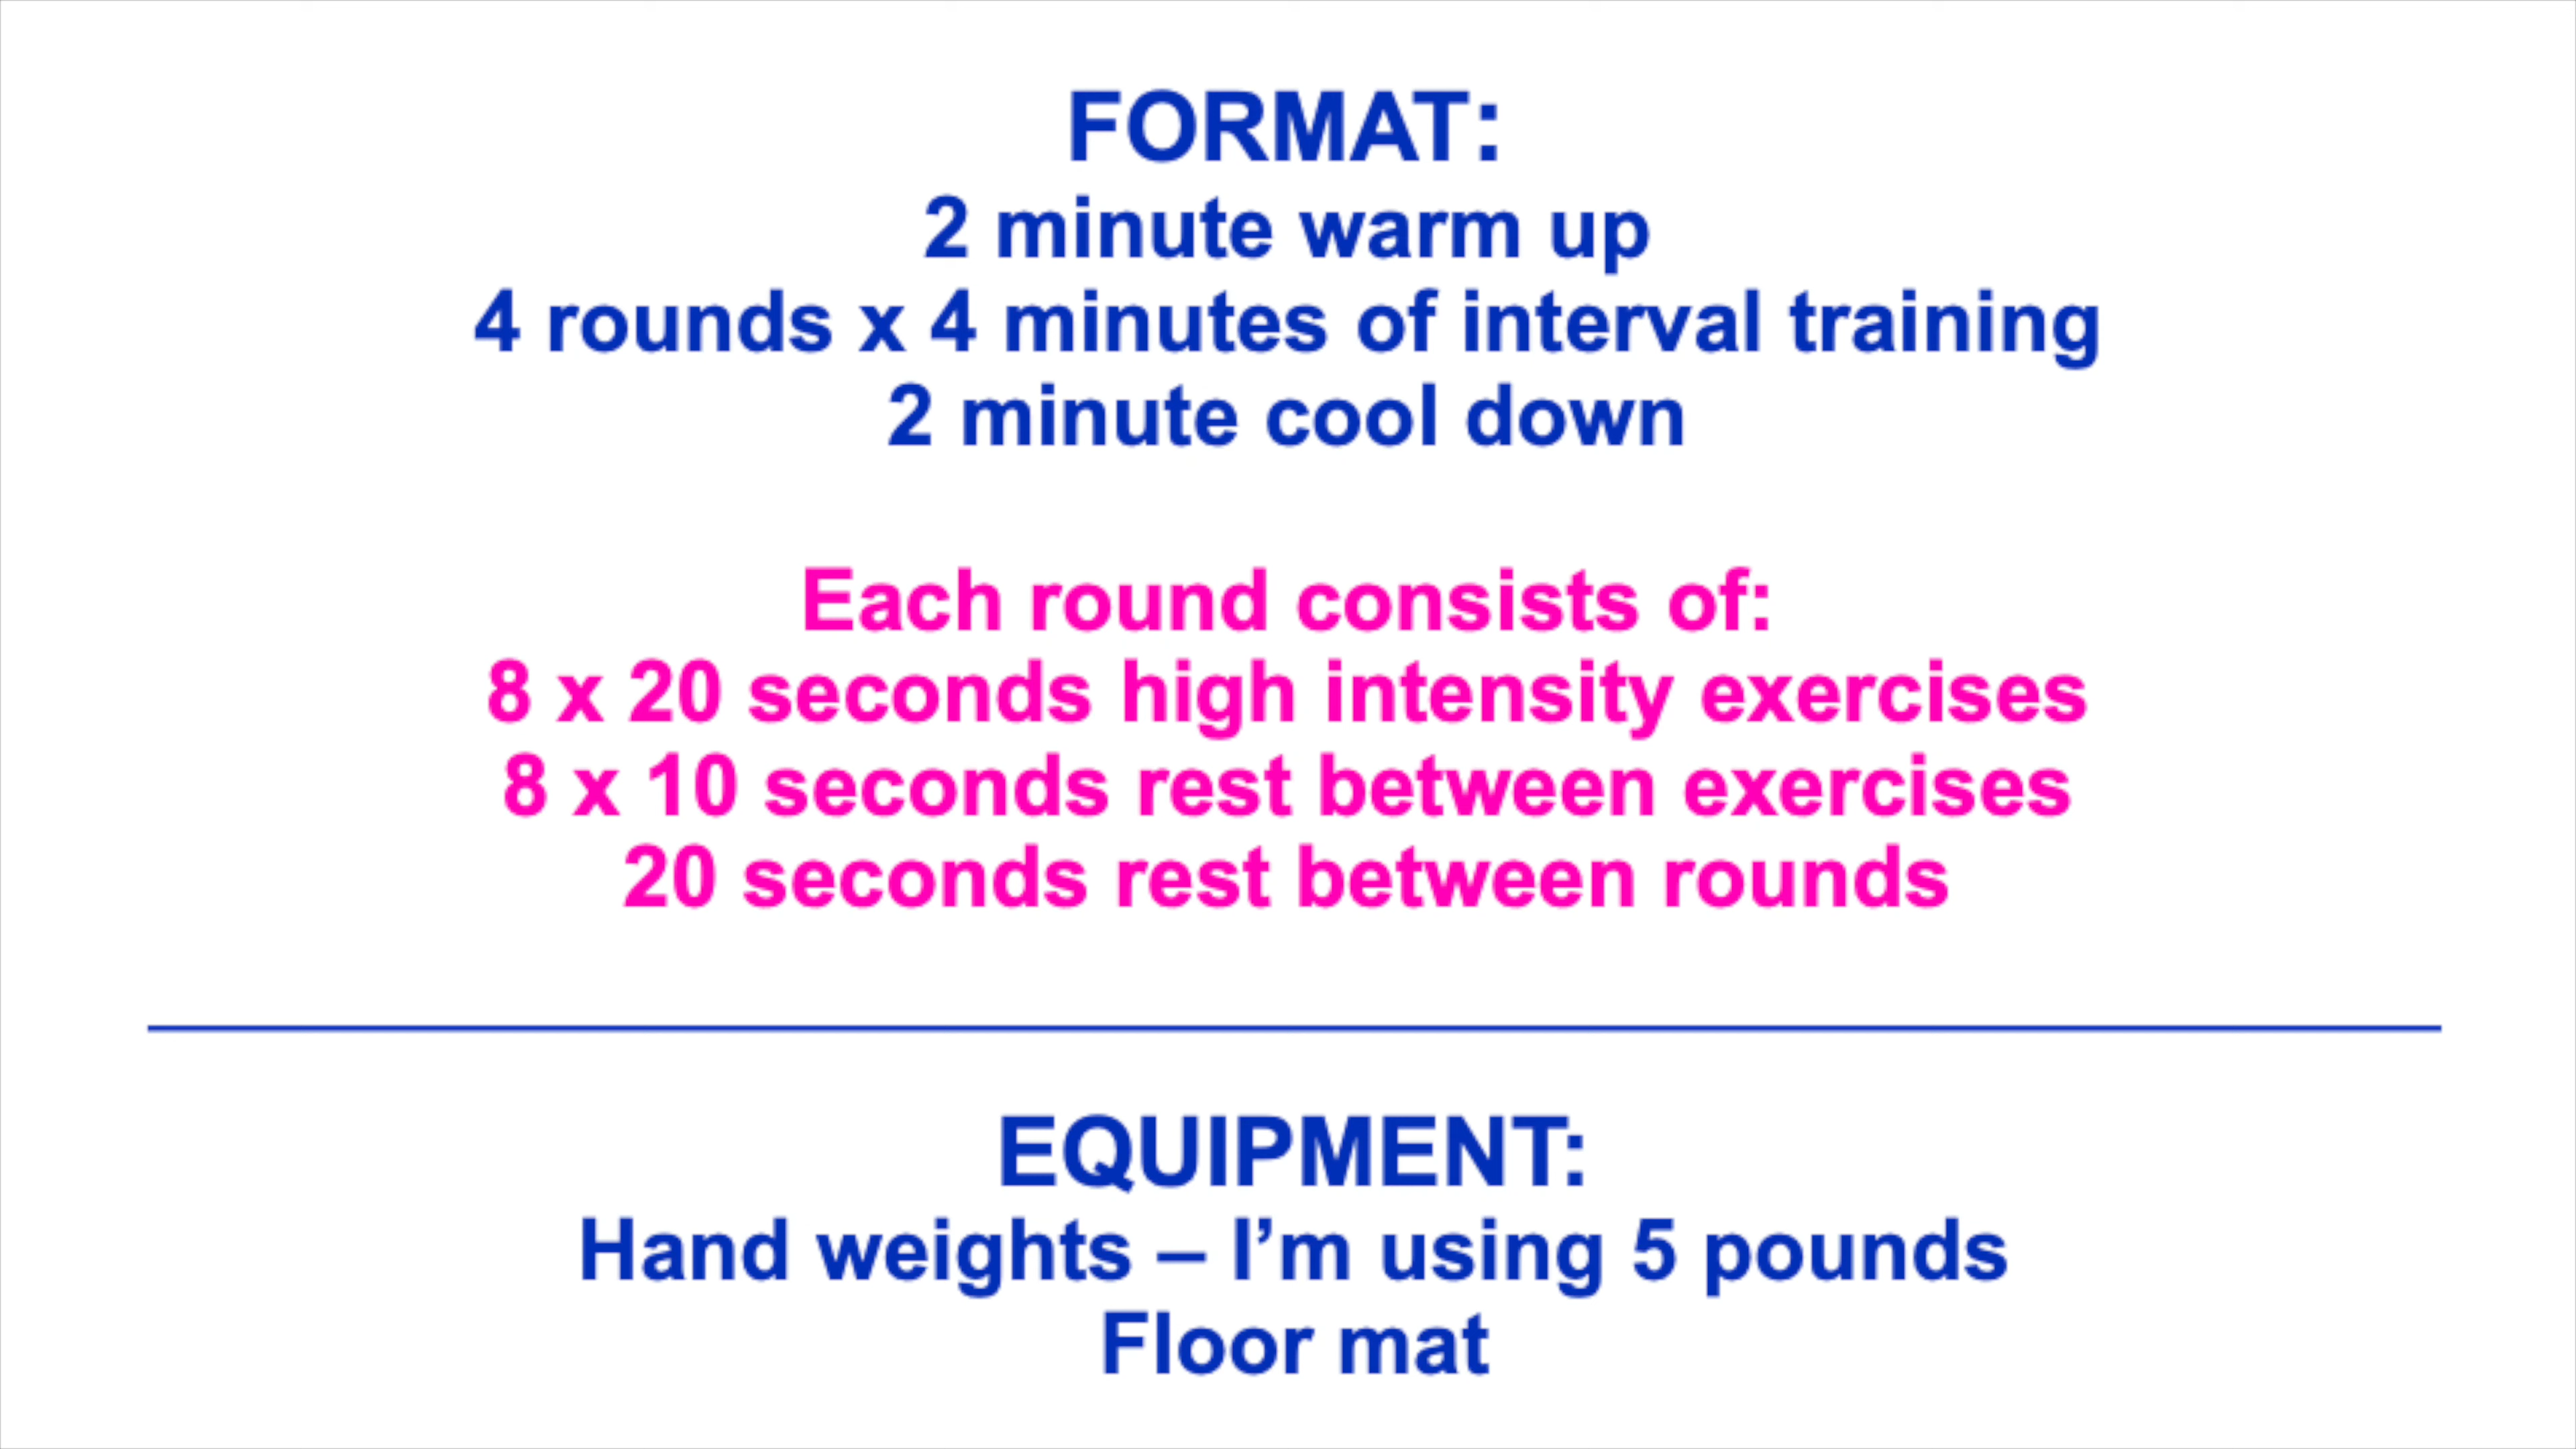 FORMAT:
2 minute warm up
4 rounds x 4 minutes of interval training
2 minute cool down
Each round consists of:
8 x 20 seconds high intensity exercises
8 x 10 seconds rest between exercises
20 seconds rest between rounds
EQUIPMENT:
Hand weights – I’m using 5 pounds
Floor mat